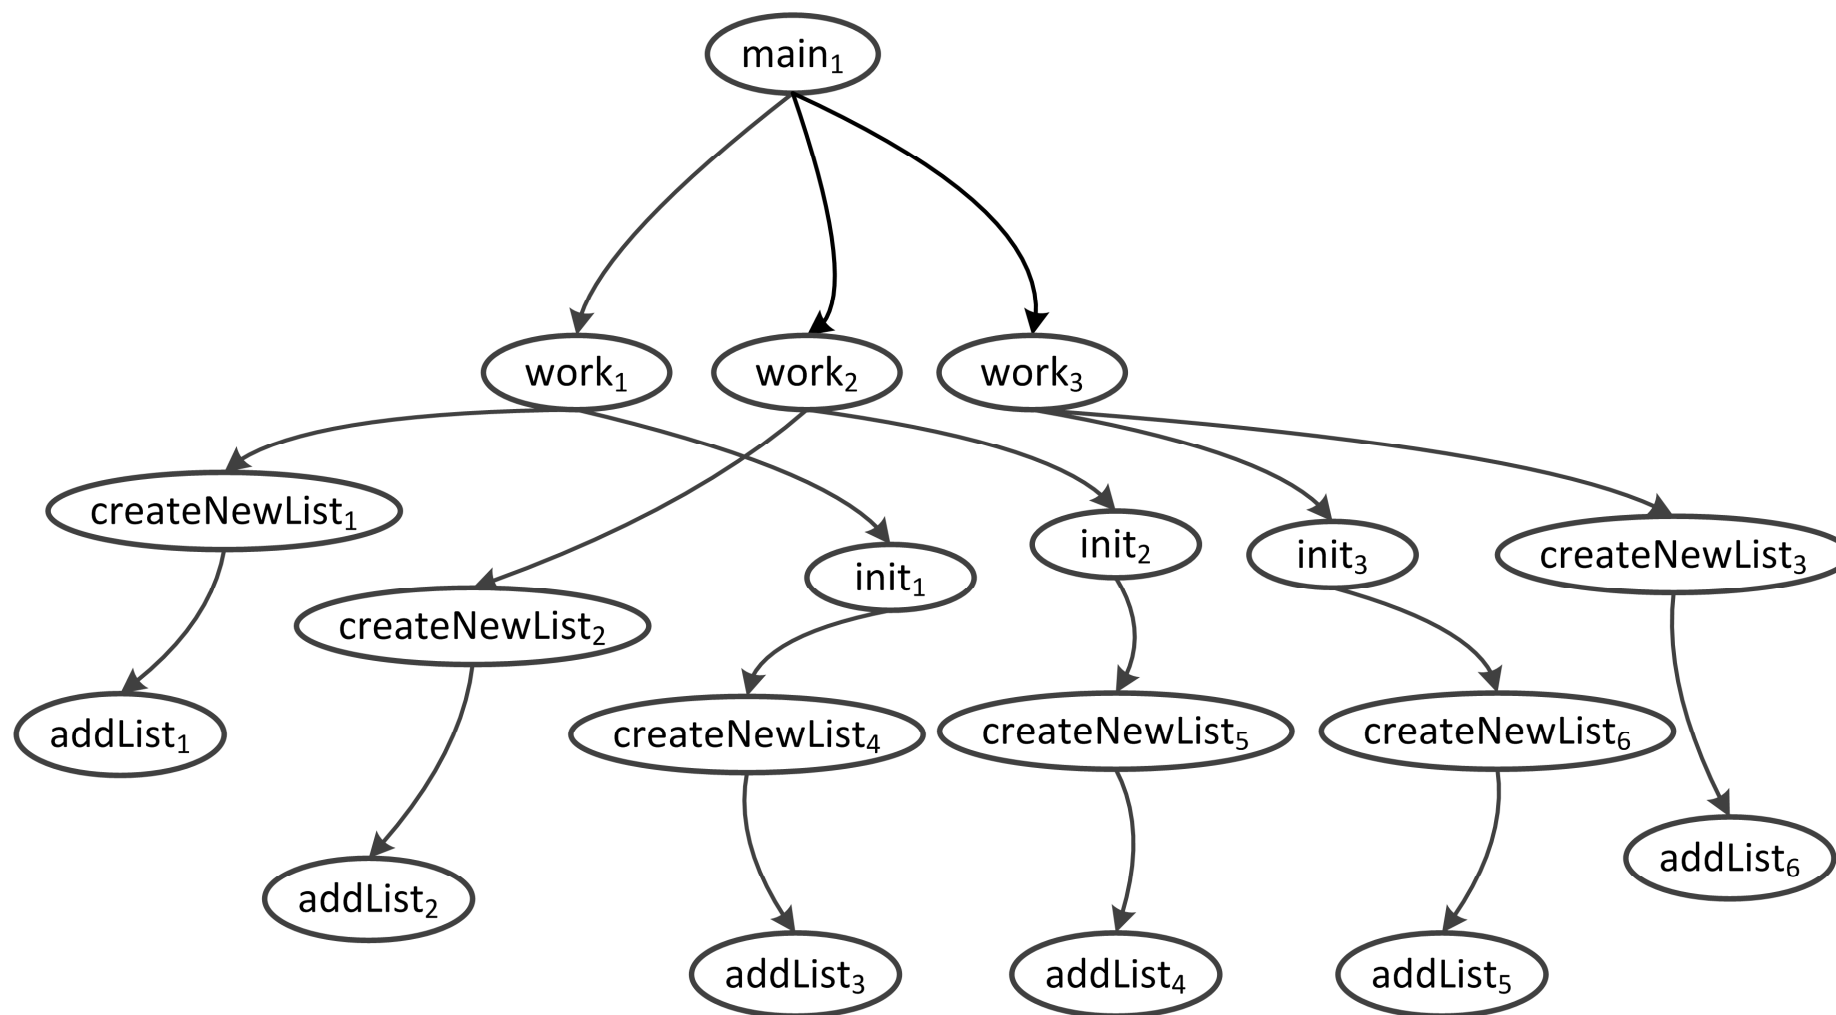 main₁
work₁
work₂
work₃
createNewList₁
createNewList₂
init₁
init₂
init₃
createNewList₃
addList₁
createNewList₄
createNewList₅
createNewList₆
addList₂
addList₆
addList₃
addList₄
addList₅